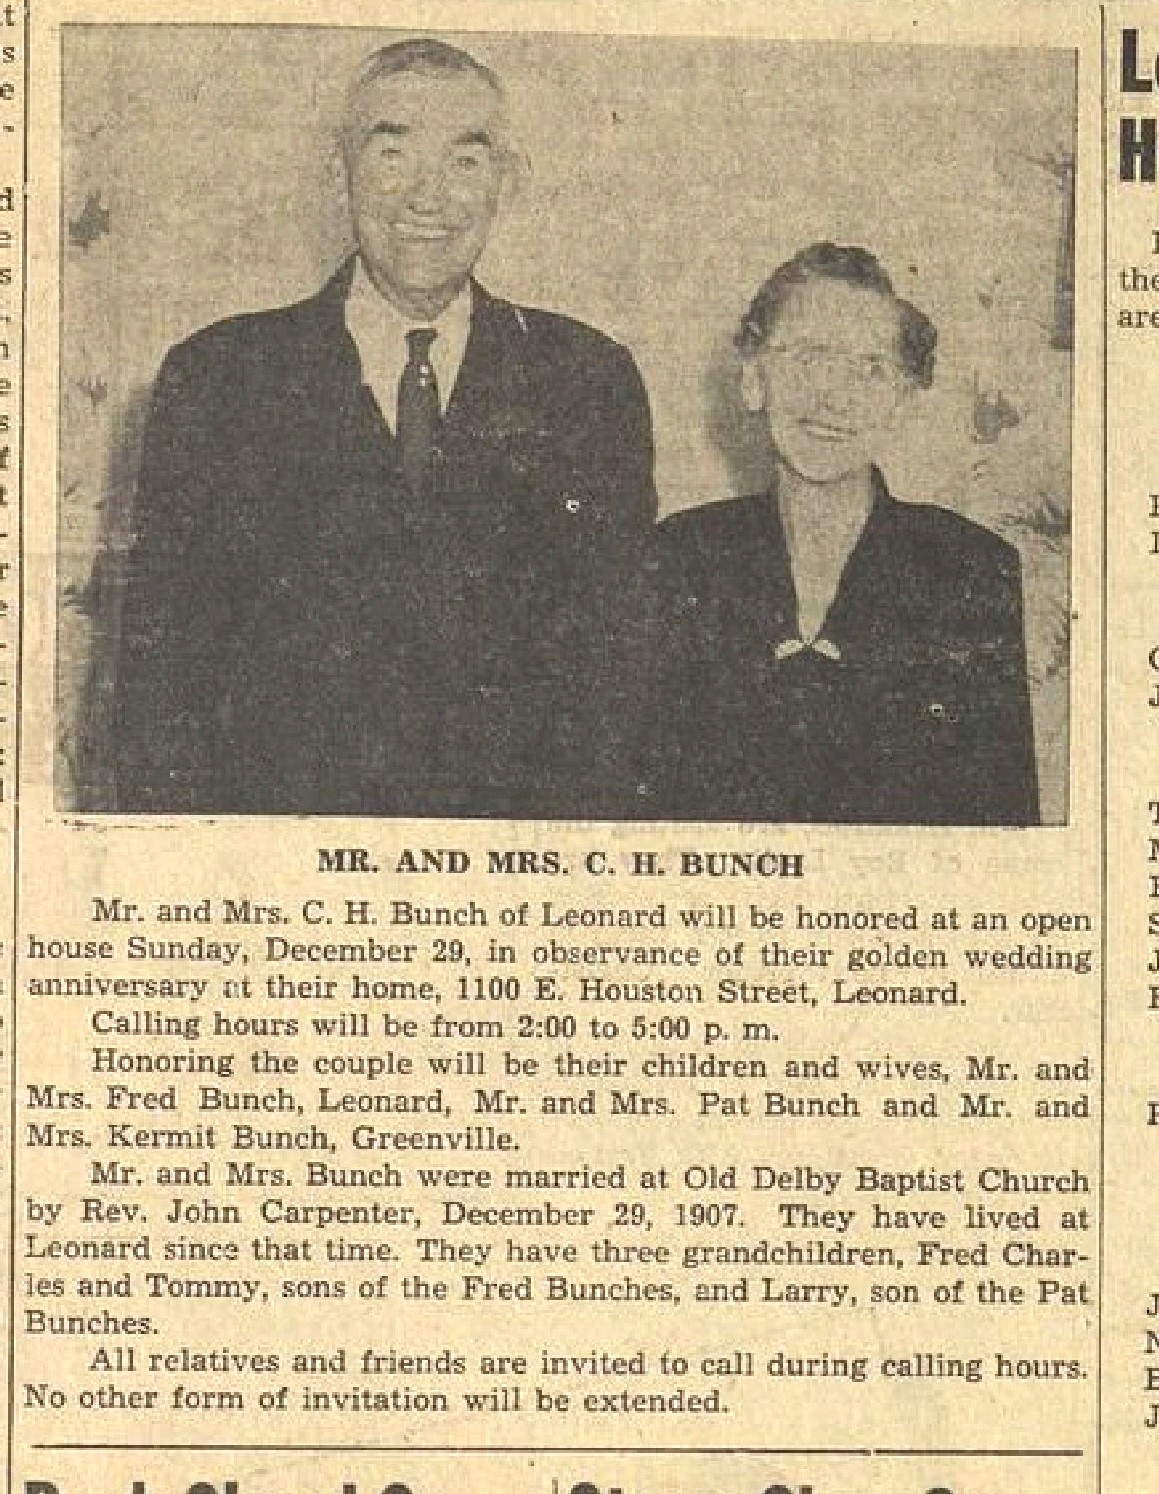 MR. AND MRS. C. H. BUNCH
Mr. and Mrs. C. H. Bunch of Leonard will be honored at an open
house Sunday, December 29, in observance of their golden wedding
anniversary at their home, 1100 E. Houston Street, Leonard.
Calling hours will be from 2:00 to 5:00 p. m.
Honoring the couple will be their children and wives, Mr. and
Mrs. Fred Bunch, Leonard, Mr. and Mrs. Pat Bunch and Mr. and
Mrs. Kermit Bunch, Greenville.
Mr. and Mrs. Bunch were married at Old Delby Baptist Church
by Rev. John Carpenter, December 29, 1907. They have lived at
Leonard since that time. They have three grandchildren, Fred Char-
les and Tommy, sons of the Fred Bunches, and Larry, son of the Pat
Bunches.
All relatives and friends are invited to call during calling hours.
No other form of invitation will be extended.
the
are